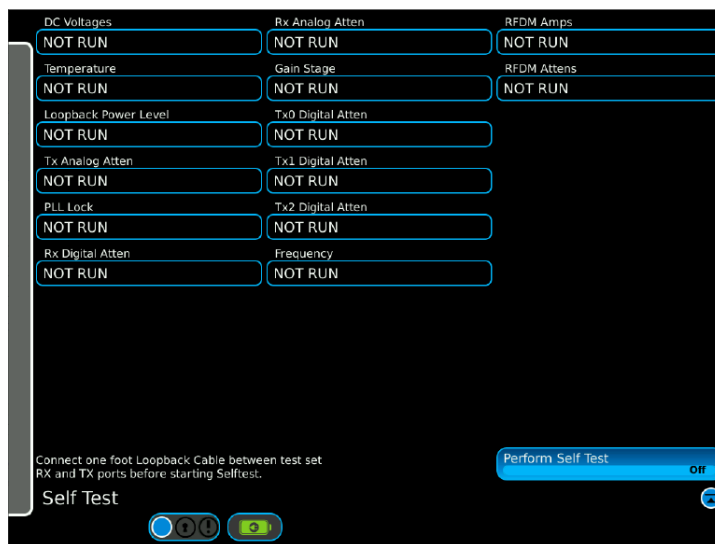 DC Voltages
NOT RUN
Rx Analog Atten
NOT RUN
RFDM Amps
NOT RUN
Temperature
NOT RUN
Gain Stage
NOT RUN
RFDM Attens
NOT RUN
Loopback Power Level
NOT RUN
Tx0 Digital Atten
NOT RUN
Tx Analog Atten
NOT RUN
Tx1 Digital Atten
NOT RUN
PLL Lock
NOT RUN
Tx2 Digital Atten
NOT RUN
Rx Digital Atten
NOT RUN
Frequency
NOT RUN
Connect one foot Loopback Cable between test set
RX and TX ports before starting Selftest.
Perform Self Test
Off
Self Test